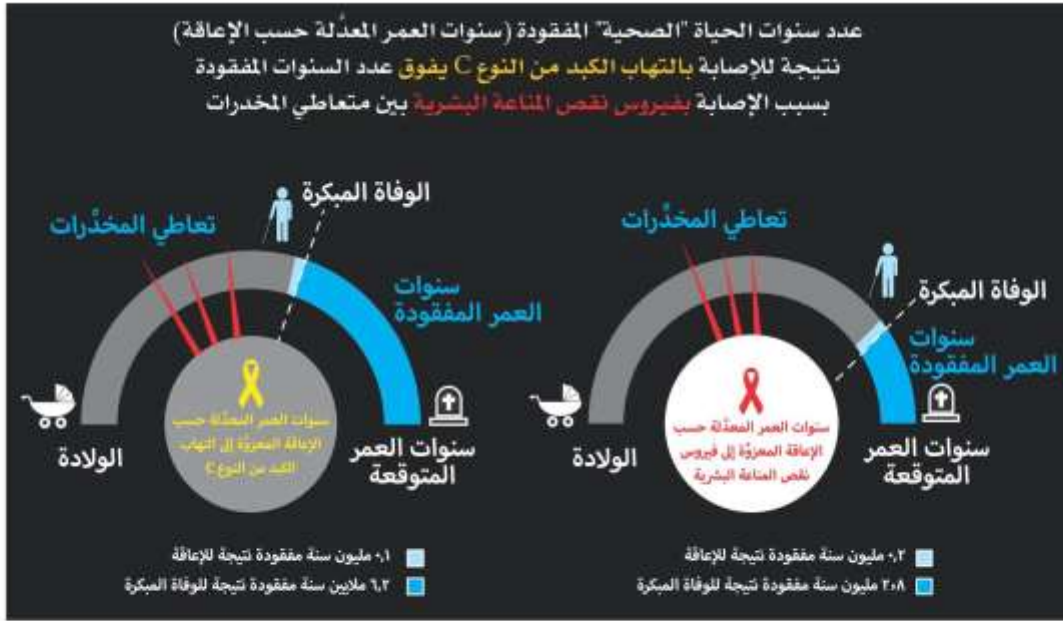 عدد سنوات الحياة "الصحية" المفقودة (سنوات العمر المعدَّلة حسب الإعاقة)
نتيجة للإصابة بالتهاب الكبد من النوع C يفوق عدد السنوات المفقودة
بسبب الإصابة بفيروس نقص المناعة البشرية بين متعاطي المخدرات
الوفاة المبكرة
تعاطي المخدَّرات
سنوات
العمر المفقودة
سنوات العمر المعدَّلة حسب
الإعاقة المعزوَّة إلى فيروس
نقص المناعة البشرية
الولادة
سنوات العمر
المتوقعة
٠,٢ مليون سنة مفقودة نتيجة للإعاقة
٢٠٨ مليون سنة مفقودة نتيجة للوفاة المبكرة
الوفاة المبكرة
تعاطي المخدَّرات
سنوات
العمر المفقودة
سنوات العمر المعدَّلة حسب
الإعاقة المعزوَّة إلى التهاب
الكبد من النوع C
الولادة
سنوات العمر
المتوقعة
٠,١ مليون سنة مفقودة نتيجة للإعاقة
٦,٢ ملايين سنة مفقودة نتيجة للوفاة المبكرة